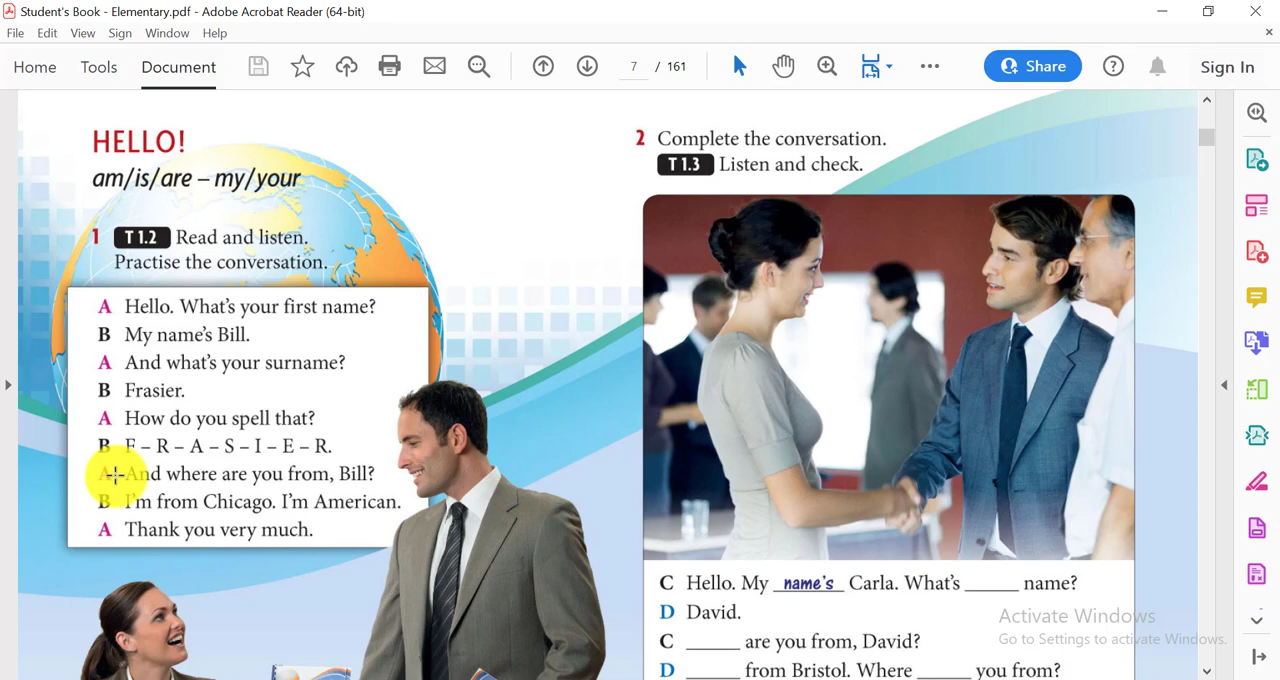 Student's Book - Elementary.pdf - Adobe Acrobat Reader (64-bit)
File Edit View Sign Window Help
Home Tools Document 7 / 161 Share Sign In
HELLO!
am/is/are – my/your
1 T 1.2 Read and listen.
Practise the conversation.
A Hello. What's your first name?
B My name's Bill.
A And what's your surname?
B Frasier.
A How do you spell that?
B F – R – A – S – I – E – R.
A And where are you from, Bill?
B I'm from Chicago. I'm American.
A Thank you very much.
2 Complete the conversation.
T 1.3 Listen and check.
C Hello. My name's Carla. What's ______ name?
D David.
C ______ are you from, David?
D ______ from Bristol. Where ______ you from?
Activate Windows
Go to Settings to activate Windows.